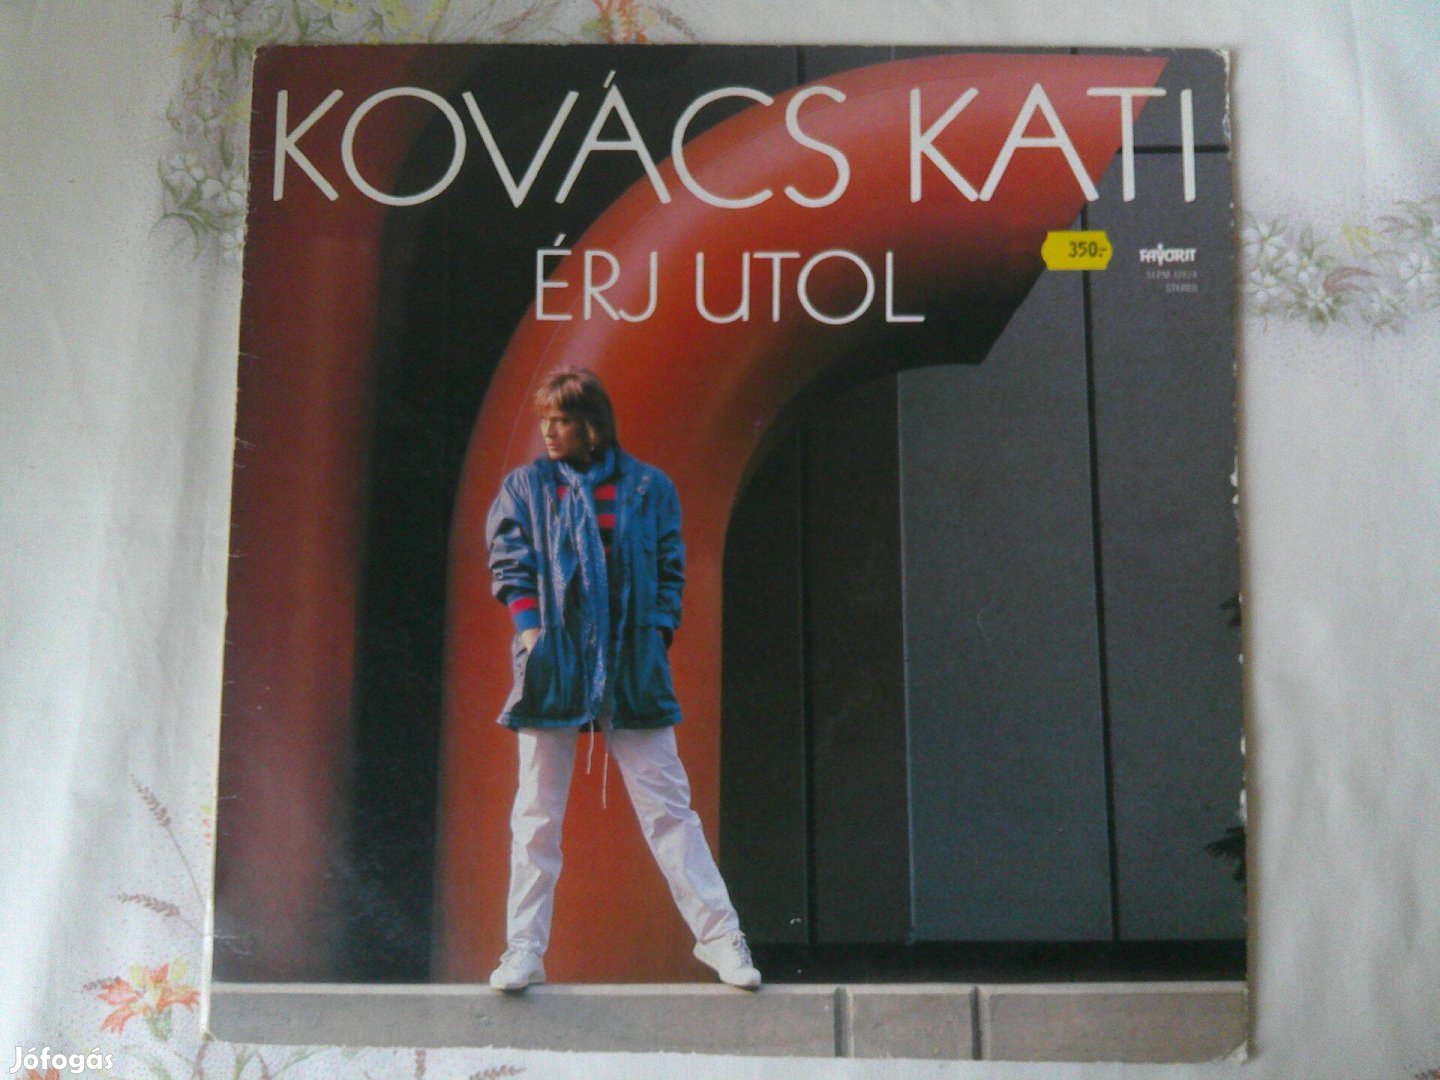 KOVÁCS KATI
ÉRJ UTOL
350.-
FAVORIT
STEREO
Jófogás